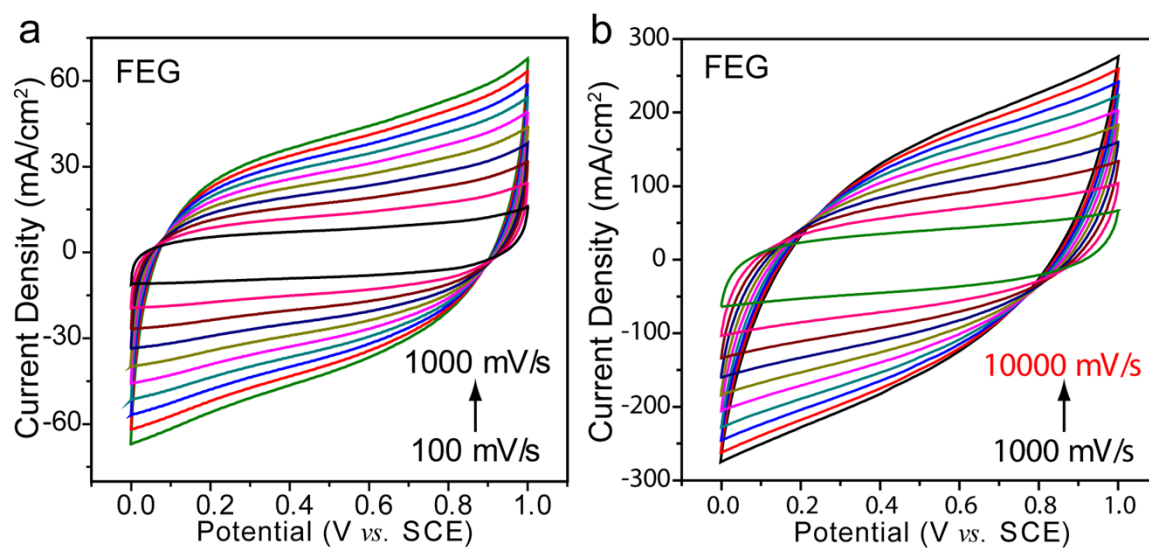 a
FEG
Current Density (mA/cm²)
60
30
0
-30
-60
1000 mV/s
100 mV/s
0.0 0.2 0.4 0.6 0.8 1.0
Potential (V vs. SCE)
b
FEG
Current Density (mA/cm²)
300
200
100
0
-100
-200
-300
10000 mV/s
1000 mV/s
0.0 0.2 0.4 0.6 0.8 1.0
Potential (V vs. SCE)